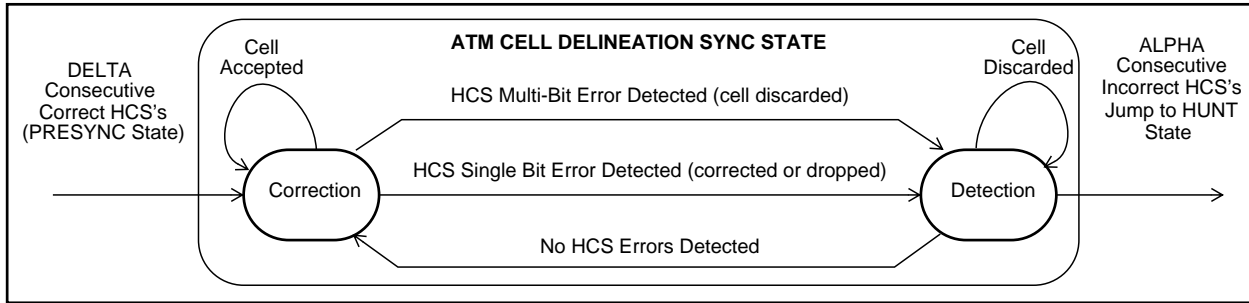 ATM CELL DELINEATION SYNC STATE
DELTA
Consecutive
Correct HCS's
(PRESYNC State)
Cell
Accepted
HCS Multi-Bit Error Detected (cell discarded)
Cell
Discarded
ALPHA
Consecutive
Incorrect HCS's
Jump to HUNT
State
Correction
HCS Single Bit Error Detected (corrected or dropped)
Detection
No HCS Errors Detected